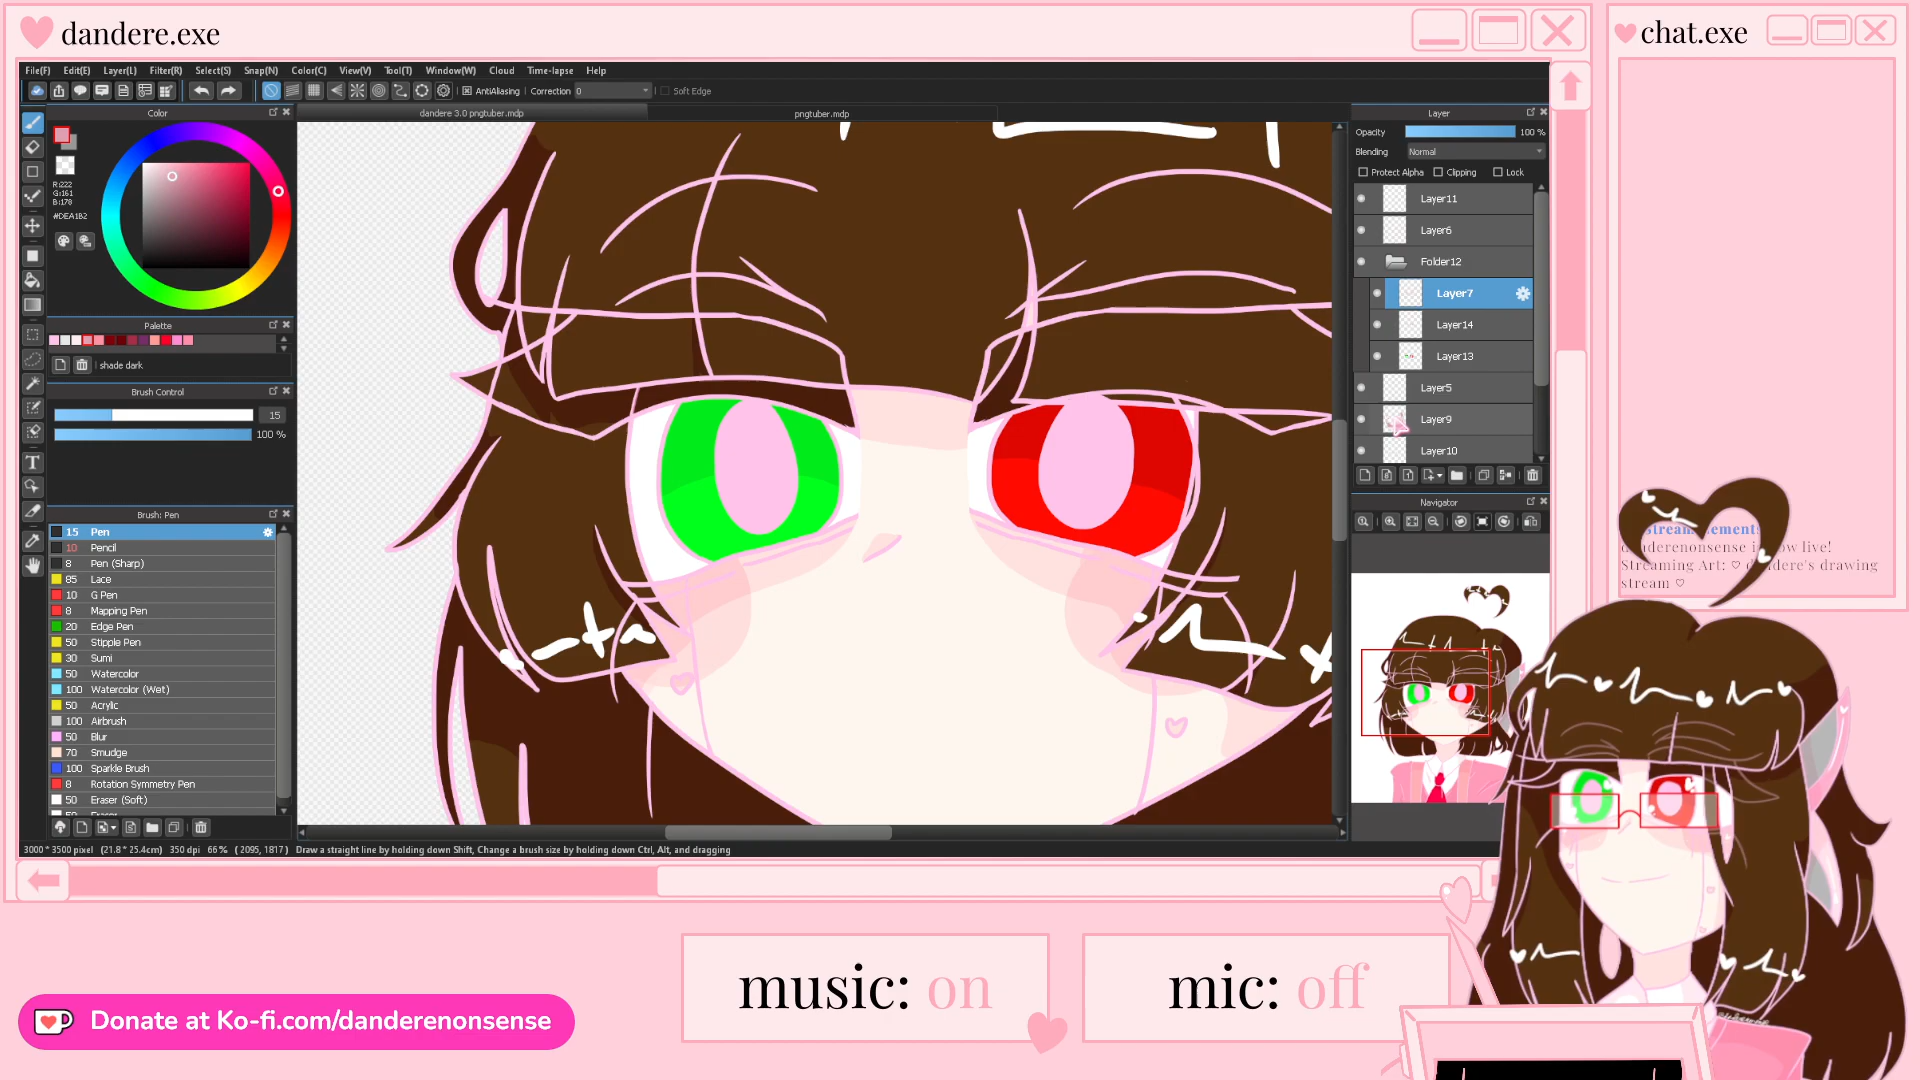 dandere.exe
chat.exe
File(F) Edit(E) Layer(L) Filter(R) Select(S) Snap(N) Color(C) View(V) Tool(T) Window(W) Cloud Time-lapse Help
AntiAliasing Correction 0 Soft Edge
Color
dandere 3.0 pngtuber.mdp
pngtuber.mdp
Layer
R:222
G:161
B:178
#DEA1B2
Palette
shade dark
Brush Control
15
100 %
Brush: Pen
15 Pen
10 Pencil
8 Pen (Sharp)
85 Lace
10 G Pen
8 Mapping Pen
20 Edge Pen
50 Stipple Pen
30 Sumi
50 Watercolor
100 Watercolor (Wet)
50 Acrylic
100 Airbrush
50 Blur
70 Smudge
100 Sparkle Brush
8 Rotation Symmetry Pen
50 Eraser (Soft)
Opacity 100 %
Blending Normal
Protect Alpha Clipping Lock
Layer11
Layer6
Folder12
Layer7
Layer14
Layer13
Layer5
Layer9
Layer10
Navigator
3000 * 3500 pixel (21.8 * 25.4cm) 350 dpi 66 % ( 2095, 1817 ) Draw a straight line by holding down Shift, Change a brush size by holding down Ctrl, Alt, and dragging
live!
Streaming Art: ♡
drawing
stream ♡
music: on
mic: off
Donate at Ko-fi.com/danderenonsense